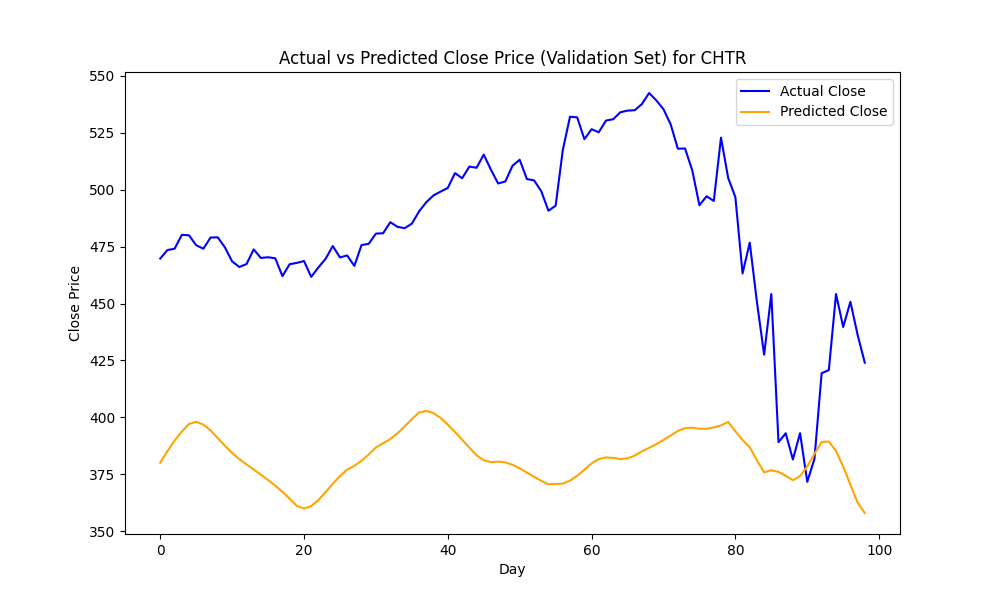 Actual vs Predicted Close Price (Validation Set) for CHTR
Actual Close
Predicted Close
Close Price
550
525
500
475
450
425
400
375
350
0 20 40 60 80 100
Day